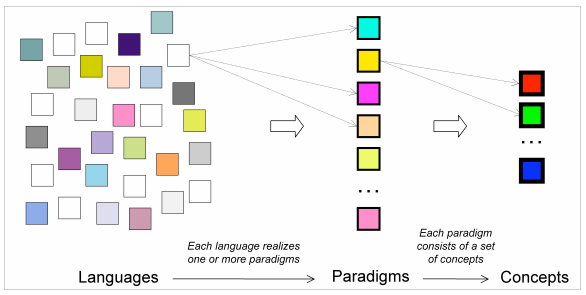 ...
...
Each language realizes
one or more paradigms
Each paradigm
consists of a set
of concepts
Languages
Paradigms
Concepts